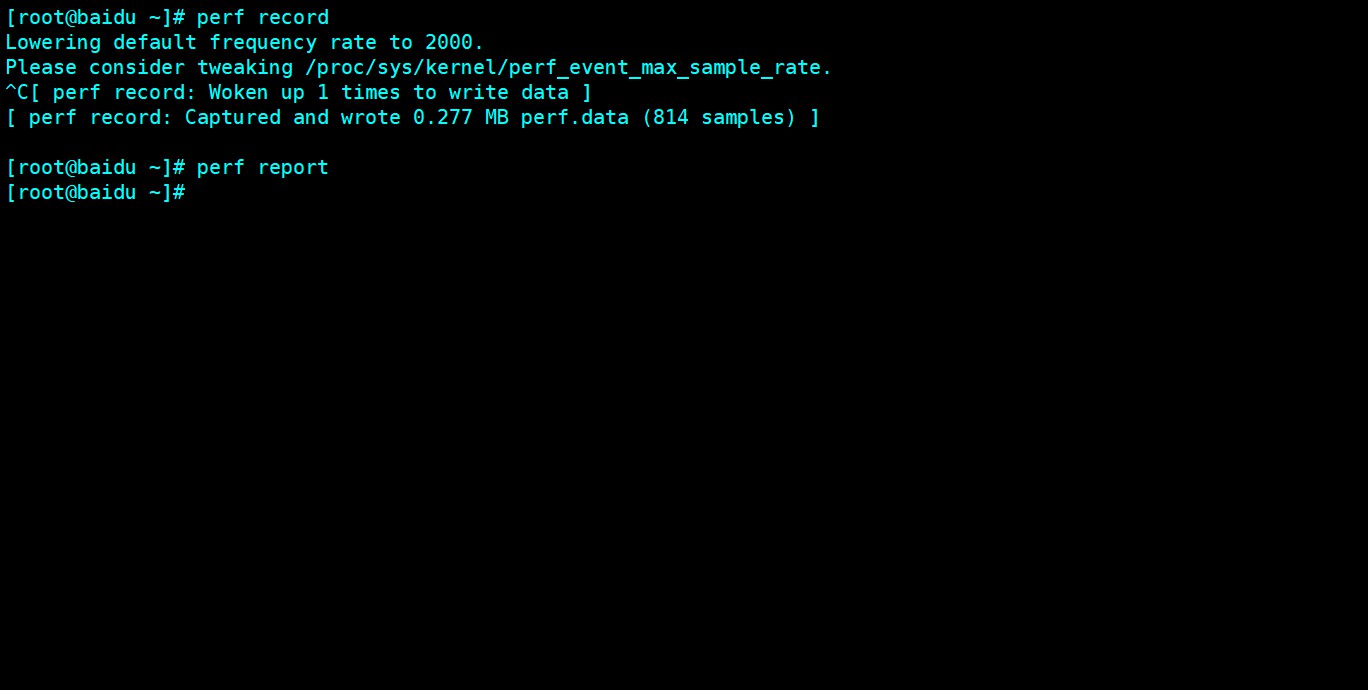 [root@baidu ~]# perf record
Lowering default frequency rate to 2000.
Please consider tweaking /proc/sys/kernel/perf_event_max_sample_rate.
^C[ perf record: Woken up 1 times to write data ]
[ perf record: Captured and wrote 0.277 MB perf.data (814 samples) ]
[root@baidu ~]# perf report
[root@baidu ~]#